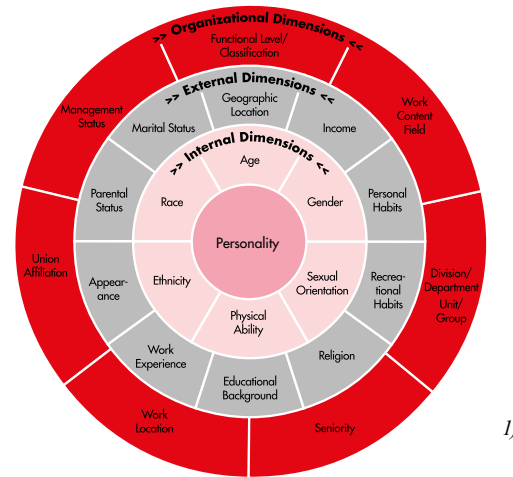 >> Organizational Dimensions <<
Functional Level/
Classification
Management
Status
Work
Content
Field
Union
Affiliation
Division/
Department
Unit/
Group
Work
Location
Seniority
>> External Dimensions <<
Geographic
Location
Marital Status
Income
Parental
Status
Personal
Habits
Appear-
ance
Recrea-
tional
Habits
Work
Experience
Religion
Educational
Background
>> Internal Dimensions <<
Age
Race
Gender
Ethnicity
Sexual
Orientation
Physical
Ability
Personality
1)